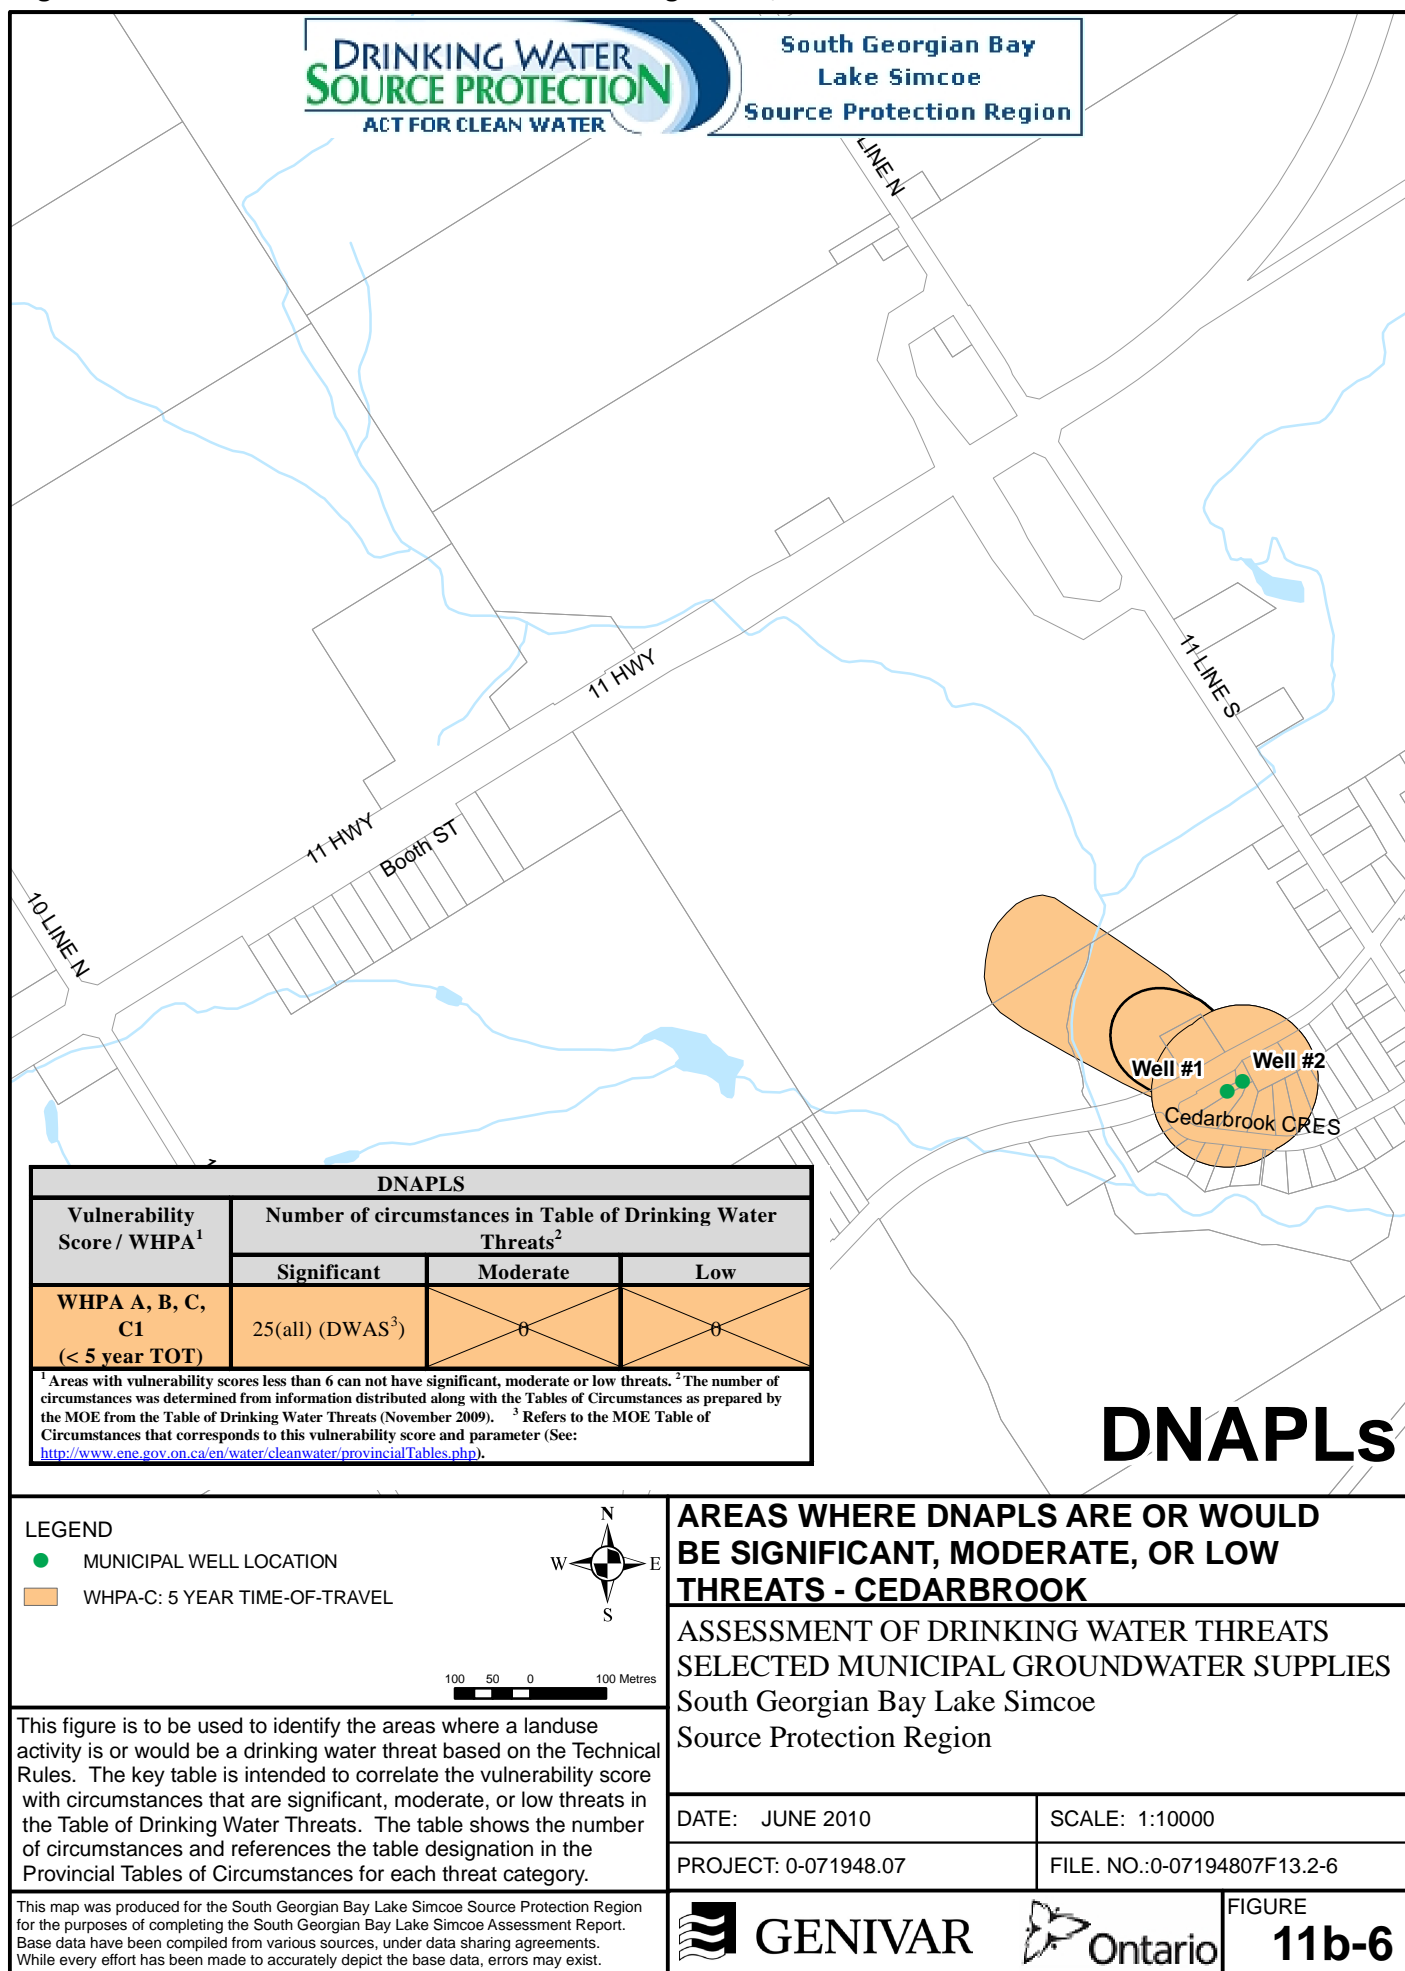 DRINKING WATER
SOURCE PROTECTION
ACT FOR CLEAN WATER
South Georgian Bay
Lake Simcoe
Source Protection Region
LINE N
11 LINE S
11 HWY
11 HWY
Booth ST
10 LINE N
Well #1
Well #2
Cedarbrook CRES
DNAPLS
Vulnerability
Score / WHPA1
Number of circumstances in Table of Drinking Water
Threats2
Significant Moderate Low
WHPA A, B, C,
C1
(< 5 year TOT)
25(all) (DWAS3) 0 0
1 Areas with vulnerability scores less than 6 can not have significant, moderate or low threats. 2 The number of
circumstances was determined from information distributed along with the Tables of Circumstances as prepared by
the MOE from the Table of Drinking Water Threats (November 2009). 3 Refers to the MOE Table of
Circumstances that corresponds to this vulnerability score and parameter (See:
http://www.ene.gov.on.ca/en/water/cleanwater/provincialTables.php).
DNAPLs
LEGEND
MUNICIPAL WELL LOCATION
WHPA-C: 5 YEAR TIME-OF-TRAVEL
N
W E
S
100 50 0 100 Metres
AREAS WHERE DNAPLS ARE OR WOULD
BE SIGNIFICANT, MODERATE, OR LOW
THREATS - CEDARBROOK
ASSESSMENT OF DRINKING WATER THREATS
SELECTED MUNICIPAL GROUNDWATER SUPPLIES
South Georgian Bay Lake Simcoe
Source Protection Region
This figure is to be used to identify the areas where a landuse
activity is or would be a drinking water threat based on the Technical
Rules. The key table is intended to correlate the vulnerability score
with circumstances that are significant, moderate, or low threats in
the Table of Drinking Water Threats. The table shows the number
of circumstances and references the table designation in the
Provincial Tables of Circumstances for each threat category.
DATE: JUNE 2010
SCALE: 1:10000
PROJECT: 0-071948.07
FILE. NO.:0-07194807F13.2-6
This map was produced for the South Georgian Bay Lake Simcoe Source Protection Region
for the purposes of completing the South Georgian Bay Lake Simcoe Assessment Report.
Base data have been compiled from various sources, under data sharing agreements.
While every effort has been made to accurately depict the base data, errors may exist.
GENIVAR
Ontario
FIGURE
11b-6